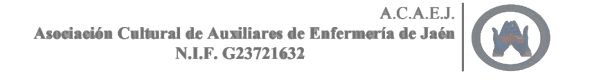 A.C.A.E.J.
Asociación Cultural de Auxiliares de Enfermería de Jaén
N.I.F. G23721632